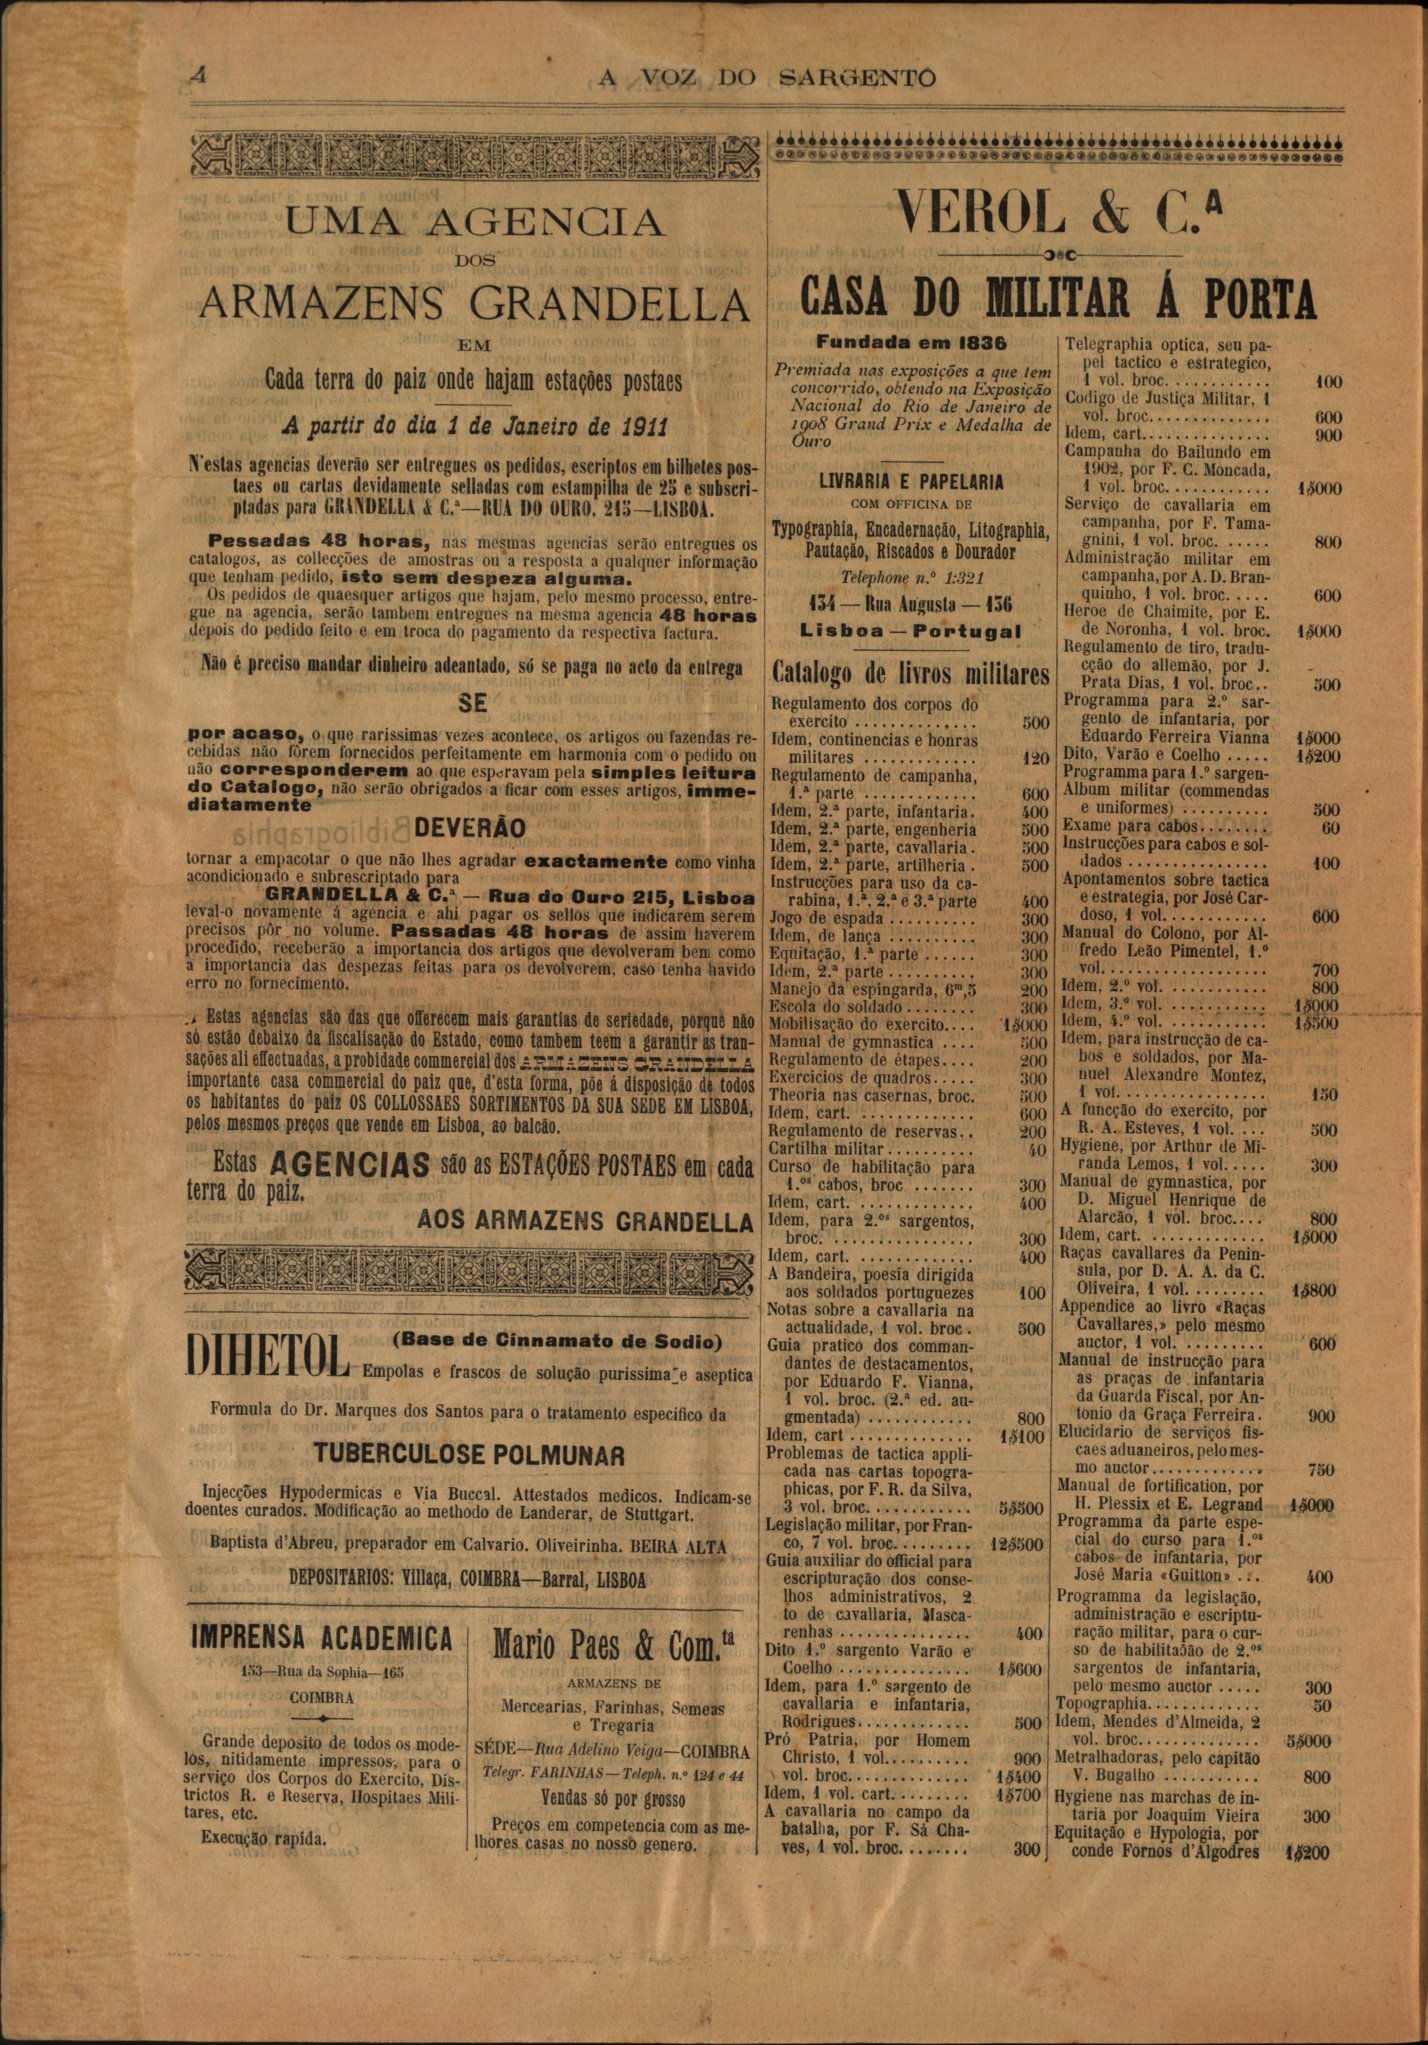 4
A VOZ DO SARGENTO
UMA AGENCIA
DOS
ARMAZENS GRANDELLA
EM
Cada terra do paiz onde hajam estações postaes
A partir do dia 1 de Janeiro de 1911
N'estas agencias deverão ser entregues os pedidos, escriptos em bilhetes pos-
taes ou cartas devidamente selladas com estampilha de 25 e subscri-
ptadas para GRANDELLA & C.ª—RUA DO OURO, 215—LISBOA.
Pessadas 48 horas, nas mesmas agencias serão entregues os
catalogos, as collecções de amostras ou a resposta a qualquer informação
que tenham pedido, isto sem despeza alguma.
Os pedidos de quaesquer artigos que hajam, pelo mesmo processo, entre-
gue na agencia, serão tambem entregues na mesma agencia 48 horas
depois do pedido feito e em troca do pagamento da respectiva factura.
Não é preciso mandar dinheiro adeantado, só se paga no acto da entrega
SE
por acaso, o que rarissimas vezes acontece, os artigos ou fazendas re-
cebidas não fôrem fornecidos perfeitamente em harmonia com o pedido ou
não corresponderem ao que esperavam pela simples leitura
do Catalogo, não serão obrigados a ficar com esses artigos, imme-
diatamente
DEVERÃO
tornar a empacotar o que não lhes agradar exactamente como vinha
acondicionado e subrescriptado para
GRANDELLA & C.ª — Rua do Ouro 215, Lisboa
leval-o novamente á agencia e ahi pagar os sellos que indicarem serem
precisos pôr no volume. Passadas 48 horas de assim haverem
procedido, receberão a importancia dos artigos que devolveram bem como
a importancia das despezas feitas para os devolverem, caso tenha havido
erro no fornecimento.
Estas agencias são das que offerecem mais garantias de seriedade, porque não
só estão debaixo da fiscalisação do Estado, como tambem teem a garantir as tran-
sações ali effectuadas, a probidade commercial dos ARMAZENS GRANDELLA
importante casa commercial do paiz que, d'esta forma, põe á disposição de todos
os habitantes do paiz OS COLLOSSAES SORTIMENTOS DA SUA SEDE EM LISBOA,
pelos mesmos preços que vende em Lisboa, ao balcão.
Estas AGENCIAS são as ESTAÇÕES POSTAES em cada
terra do paiz.
AOS ARMAZENS GRANDELLA
DIHETOL
(Base de Cinnamato de Sodio)
Empolas e frascos de solução purissima e aseptica
Formula do Dr. Marques dos Santos para o tratamento especifico da
TUBERCULOSE POLMUNAR
Injecções Hypodermicas e Via Buccal. Attestados medicos. Indicam-se
doentes curados. Modificação ao methodo de Landerar, de Stuttgart.
Baptista d'Abreu, preparador em Calvario. Oliveirinha. BEIRA ALTA
DEPOSITARIOS: Villaça, COIMBRA—Barral, LISBOA
IMPRENSA ACADEMICA
153—Rua da Sophia—165
COIMBRA
Grande deposito de todos os mode-
los, nitidamente impressos, para o
serviço dos Corpos do Exercito, Dis-
trictos R. e Reserva, Hospitaes Mili-
tares, etc.
Execução rapida.
Mario Paes & Com.ta
ARMAZENS DE
Mercearias, Farinhas, Semeas
e Tregaria
SÉDE—Rua Adelino Veiga—COIMBRA
Telegr. FARINHAS—Teleph. n.º 124 e 44
Vendas só por grosso
Preços em competencia com as me-
lhores casas no nosso genero.
VEROL & C.ª
CASA DO MILITAR Á PORTA
Fundada em 1836
Premiada nas exposições a que tem
concorrido, obtendo na Exposição
Nacional do Rio de Janeiro de
1908 Grand Prix e Medalha de
Ouro
LIVRARIA E PAPELARIA
COM OFFICINA DE
Typographia, Encadernação, Litographia,
Pautação, Riscados e Dourador
Telephone n.º 1:321
134 — Rua Augusta — 136
Lisboa — Portugal
Catalogo de livros militares
Regulamento dos corpos do
exercito .............. 500
Idem, continencias e honras
militares ............. 120
Regulamento de campanha,
1.ª parte ............. 600
Idem, 2.ª parte, infantaria. 400
Idem, 2.ª parte, engenheria 500
Idem, 2.ª parte, cavallaria. 500
Idem, 2.ª parte, artilheria . 500
Instrucções para uso da ca-
rabina, 1.ª, 2.ª e 3.ª parte 400
Jogo de espada .......... 300
Idem, de lança .......... 300
Equitação, 1.ª parte ...... 300
Idem, 2.ª parte .......... 300
Manejo da espingarda, 6m,5 200
Escola do soldado ........ 300
Mobilisação do exercito.... 1$000
Manual de gymnastica .... 500
Regulamento de étapes.... 200
Exercicios de quadros..... 300
Theoria nas casernas, broc. 500
Idem, cart. ............. 600
Regulamento de reservas.. 200
Cartilha militar.......... 40
Curso de habilitação para
1.os cabos, broc ....... 300
Idem, cart. ............. 400
Idem, para 2.os sargentos,
broc. ................ 300
Idem, cart. ............. 400
A Bandeira, poesia dirigida
aos soldados portuguezes 100
Notas sobre a cavallaria na
actualidade, 1 vol. broc . 500
Guia pratico dos comman-
dantes de destacamentos,
por Eduardo F. Vianna,
1 vol. broc. (2.ª ed. au-
gmentada) ............ 800
Idem, cart .............. 1$100
Problemas de tactica appli-
cada nas cartas topogra-
phicas, por F. R. da Silva,
3 vol. broc. ........... 5$500
Legislação militar, por Fran-
co, 7 vol. broc......... 12$500
Guia auxiliar do official para
escripturação dos conse-
lhos administrativos, 2
to de cavallaria, Masca-
renhas ............... 400
Dito 1.º sargento Varão e
Coelho ............... 1$600
Idem, para 1.º sargento de
cavallaria e infantaria,
Rodrigues............. 500
Pró Patria, por Homem
Christo, 1 vol.......... 900
vol. broc.............. 1$400
Idem, 1 vol. cart. ........ 1$700
A cavallaria no campo da
batalha, por F. Sá Cha-
ves, 1 vol. broc. ....... 300
Telegraphia optica, seu pa-
pel tactico e estrategico,
1 vol. broc. ........... 100
Codigo de Justiça Militar, 1
vol. broc............. 600
Idem, cart............... 900
Campanha do Bailundo em
1902, por F. C. Moncada,
1 vol. broc. ........... 1$000
Serviço de cavallaria em
campanha, por F. Tama-
gnini, 1 vol. broc. ..... 800
Administração militar em
campanha, por A. D. Bran-
quinho, 1 vol. broc. .... 600
Heroe de Chaimite, por E.
de Noronha, 1 vol. broc. 1$000
Regulamento de tiro, tradu-
cção do allemão, por J.
Prata Dias, 1 vol. broc.. 500
Programma para 2.º sar-
gento de infantaria, por
Eduardo Ferreira Vianna 1$000
Dito, Varão e Coelho ..... 1$200
Programma para 1.º sargen-
Album militar (commendas
e uniformes) .......... 500
Exame para cabos........ 60
Instrucções para cabos e sol-
dados ................ 100
Apontamentos sobre tactica
e estrategia, por José Car-
doso, 1 vol............ 600
Manual do Colono, por Al-
fredo Leão Pimentel, 1.º
vol................... 700
Idem, 2.º vol. ........... 800
Idem, 3.º vol. ........... 1$000
Idem, 4.º vol. ........... 1$500
Idem, para instrucção de ca-
bos e soldados, por Ma-
nuel Alexandre Montez,
1 vol. ................ 150
A funcção do exercito, por
R. A. Esteves, 1 vol. ... 500
Hygiene, por Arthur de Mi-
randa Lemos, 1 vol..... 300
Manual de gymnastica, por
D. Miguel Henrique de
Alarcão, 1 vol. broc.... 800
Idem, cart. ............. 1$000
Raças cavallares da Penin-
sula, por D. A. A. da C.
Oliveira, 1 vol. ........ 1$800
Appendice ao livro «Raças
Cavallares,» pelo mesmo
auctor, 1 vol. ......... 600
Manual de instrucção para
as praças de infantaria
da Guarda Fiscal, por An-
tonio da Graça Ferreira. 900
Elucidario de serviços fis-
caes aduaneiros, pelo mes-
mo auctor............. 750
Manual de fortification, por
H. Plessix et E. Legrand 1$000
Programma da parte espe-
cial do curso para 1.os
cabos de infantaria, por
José Maria «Guitton» ... 400
Programma da legislação,
administração e escriptu-
ração militar, para o cur-
so de habilitaõão de 2.os
sargentos de infantaria,
pelo mesmo auctor ..... 300
Topographia............. 50
Idem, Mendes d'Almeida, 2
vol. broc.............. 5$000
Metralhadoras, pelo capitão
V. Bugalho ........... 800
Hygiene nas marchas de in-
taria por Joaquim Vieira 300
Equitação e Hypologia, por
conde Fornos d'Algodres 1$200